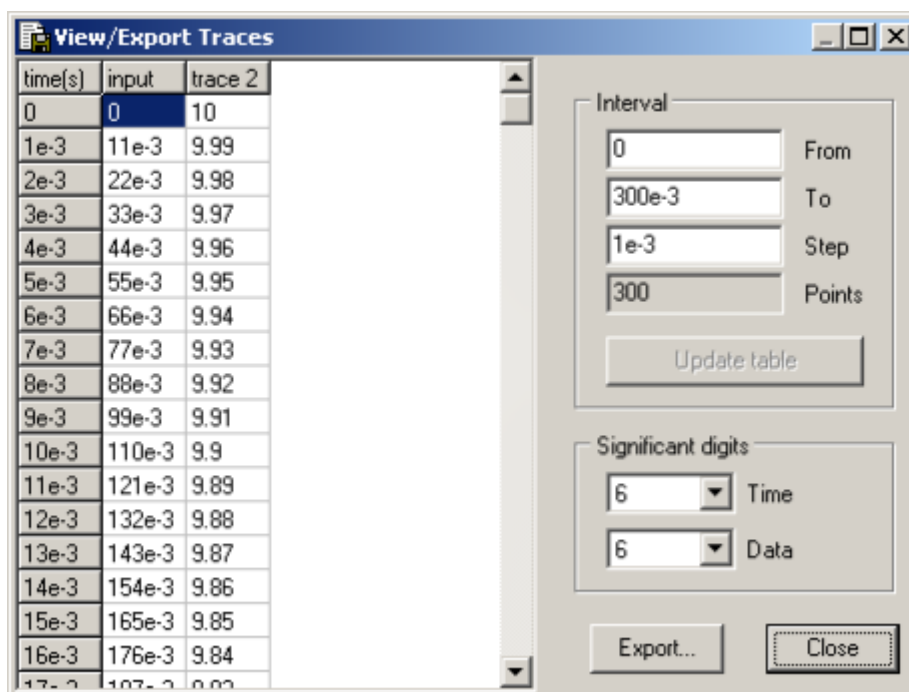 View/Export Traces
time(s) input trace 2
0 0 10
1e-3 11e-3 9.99
2e-3 22e-3 9.98
3e-3 33e-3 9.97
4e-3 44e-3 9.96
5e-3 55e-3 9.95
6e-3 66e-3 9.94
7e-3 77e-3 9.93
8e-3 88e-3 9.92
9e-3 99e-3 9.91
10e-3 110e-3 9.9
11e-3 121e-3 9.89
12e-3 132e-3 9.88
13e-3 143e-3 9.87
14e-3 154e-3 9.86
15e-3 165e-3 9.85
16e-3 176e-3 9.84
Interval
0 From
300e-3 To
1e-3 Step
300 Points
Update table
Significant digits
6 Time
6 Data
Export...
Close